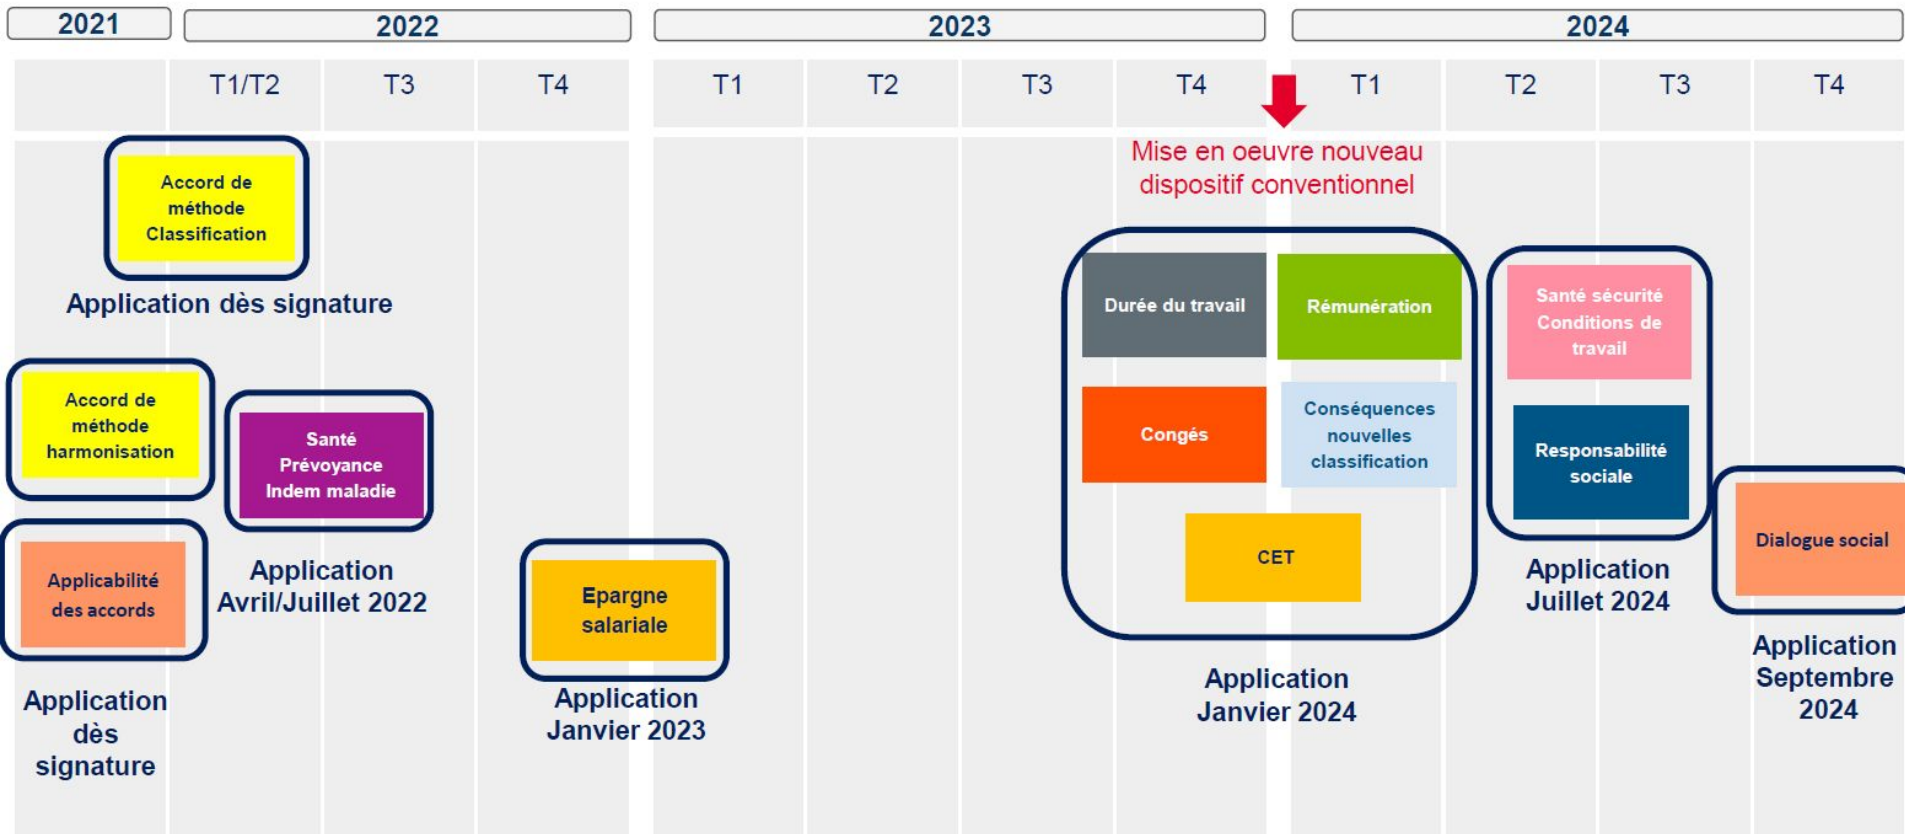 2021
2022
2023
2024
T1/T2
T3
T4
T1
T2
T3
T4
T1
T2
T3
T4
Mise en oeuvre nouveau
dispositif conventionnel
Accord de
méthode
Classification
Application dès signature
Accord de
méthode
harmonisation
Applicabilité
des accords
Application
dès
signature
Santé
Prévoyance
Indem maladie
Application
Avril/Juillet 2022
Epargne
salariale
Application
Janvier 2023
Durée du travail
Rémunération
Congés
Conséquences
nouvelles
classification
CET
Application
Janvier 2024
Santé sécurité
Conditions de
travail
Responsabilité
sociale
Application
Juillet 2024
Dialogue social
Application
Septembre
2024